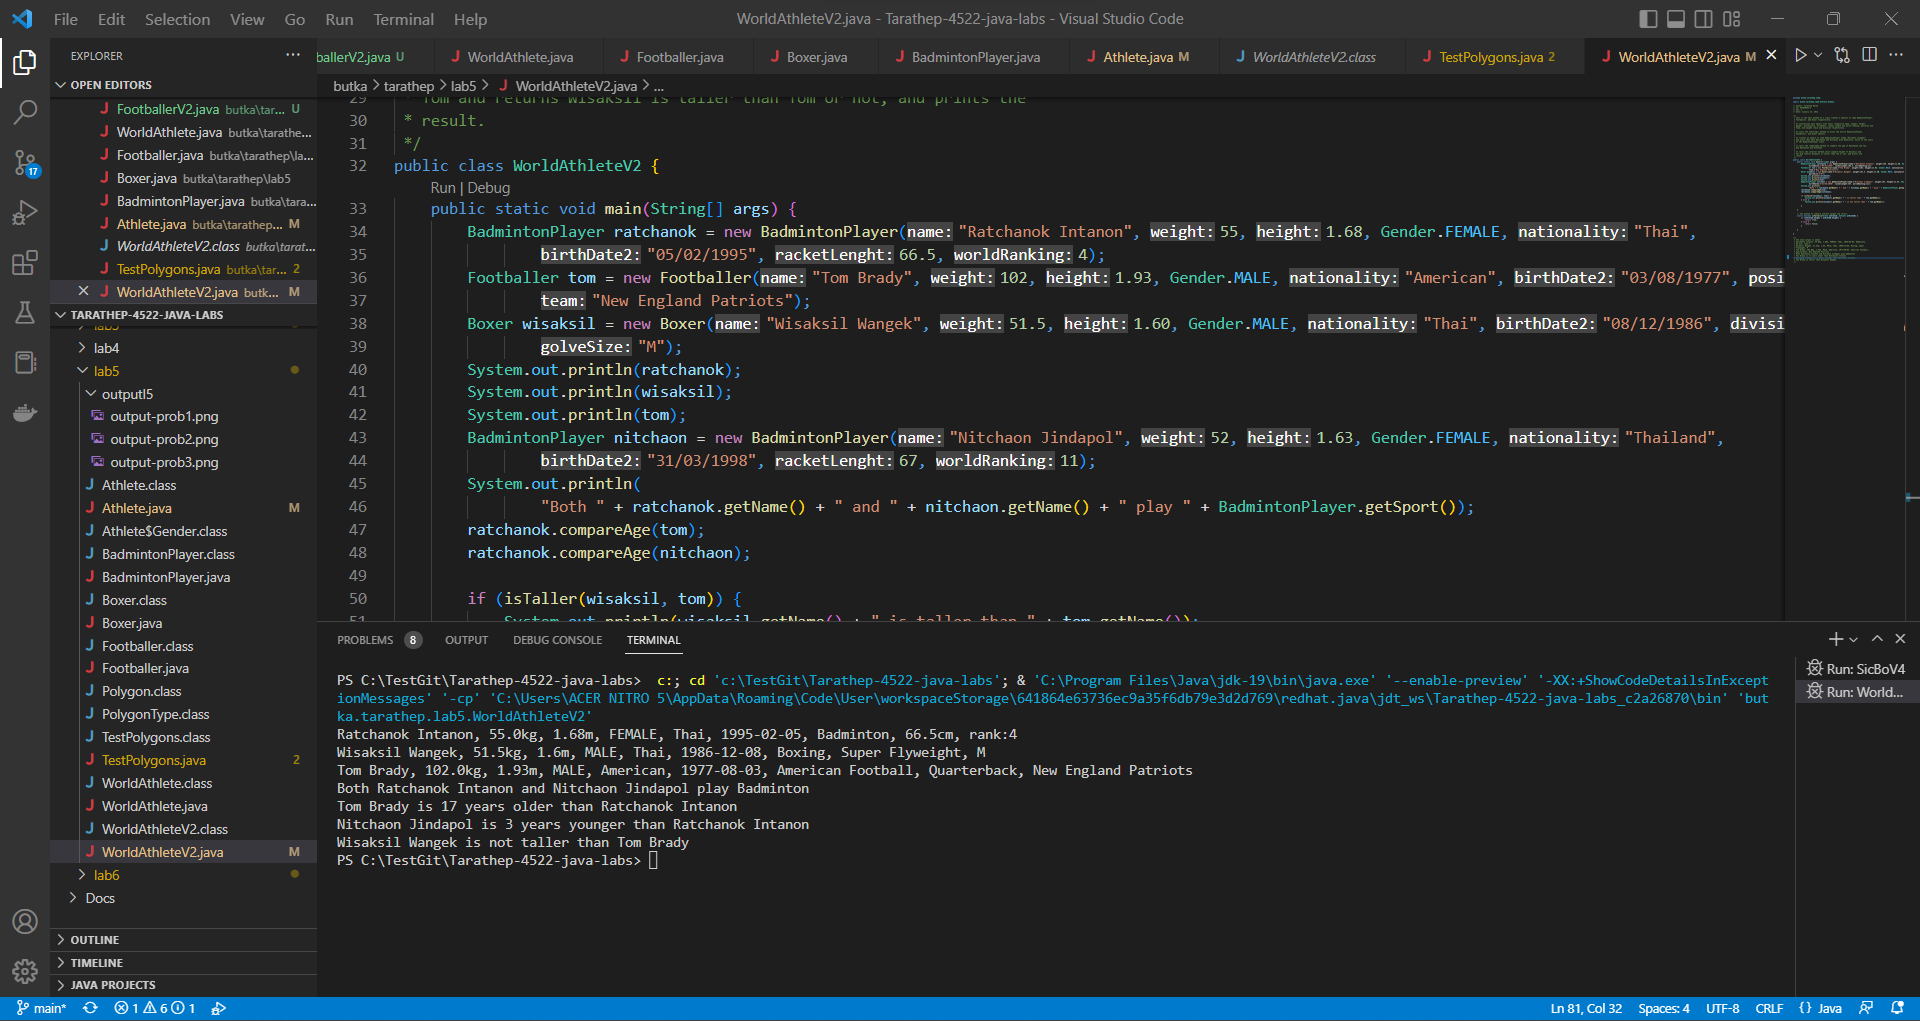 File Edit Selection View Go Run Terminal Help
WorldAthleteV2.java - Tarathep-4522-java-labs - Visual Studio Code
EXPLORER
OPEN EDITORS
FootballerV2.java butka\tar... U
WorldAthlete.java butka\tarathe...
Footballer.java butka\tarathep\la...
Boxer.java butka\tarathep\lab5
BadmintonPlayer.java butka\tara...
Athlete.java butka\tarathep... M
WorldAthleteV2.class butka\tarat...
TestPolygons.java butka\tar... 2
WorldAthleteV2.java butk... M
TARATHEP-4522-JAVA-LABS
lab4
lab5
outputl5
output-prob1.png
output-prob2.png
output-prob3.png
Athlete.class
Athlete.java M
Athlete$Gender.class
BadmintonPlayer.class
BadmintonPlayer.java
Boxer.class
Boxer.java
Footballer.class
Footballer.java
Polygon.class
PolygonType.class
TestPolygons.class
TestPolygons.java 2
WorldAthlete.class
WorldAthlete.java
WorldAthleteV2.class
WorldAthleteV2.java M
lab6
Docs
OUTLINE
TIMELINE
JAVA PROJECTS
17
ballerV2.java U WorldAthlete.java Footballer.java Boxer.java BadmintonPlayer.java Athlete.java M WorldAthleteV2.class TestPolygons.java 2 WorldAthleteV2.java M
butka > tarathep > lab5 > WorldAthleteV2.java > ...
29 Tom and returns Wisaksil is taller than Tom or not, and prints the
30 * result.
31 */
32 public class WorldAthleteV2 {
Run | Debug
33 public static void main(String[] args) {
34 BadmintonPlayer ratchanok = new BadmintonPlayer(name: "Ratchanok Intanon", weight: 55, height: 1.68, Gender.FEMALE, nationality: "Thai",
35 birthDate2: "05/02/1995", racketLenght: 66.5, worldRanking: 4);
36 Footballer tom = new Footballer(name: "Tom Brady", weight: 102, height: 1.93, Gender.MALE, nationality: "American", birthDate2: "03/08/1977", posi
37 team: "New England Patriots");
38 Boxer wisaksil = new Boxer(name: "Wisaksil Wangek", weight: 51.5, height: 1.60, Gender.MALE, nationality: "Thai", birthDate2: "08/12/1986", divisi
39 golveSize: "M");
40 System.out.println(ratchanok);
41 System.out.println(wisaksil);
42 System.out.println(tom);
43 BadmintonPlayer nitchaon = new BadmintonPlayer(name: "Nitchaon Jindapol", weight: 52, height: 1.63, Gender.FEMALE, nationality: "Thailand",
44 birthDate2: "31/03/1998", racketLenght: 67, worldRanking: 11);
45 System.out.println(
46 "Both " + ratchanok.getName() + " and " + nitchaon.getName() + " play " + BadmintonPlayer.getSport());
47 ratchanok.compareAge(tom);
48 ratchanok.compareAge(nitchaon);
49
50 if (isTaller(wisaksil, tom)) {
51 System.out.println(wisaksil.getName() + " is taller than " + tom.getName());
PROBLEMS 8 OUTPUT DEBUG CONSOLE TERMINAL
PS C:\TestGit\Tarathep-4522-java-labs> c:; cd 'c:\TestGit\Tarathep-4522-java-labs'; & 'C:\Program Files\Java\jdk-19\bin\java.exe' '--enable-preview' '-XX:+ShowCodeDetailsInExcept
ionMessages' '-cp' 'C:\Users\ACER NITRO 5\AppData\Roaming\Code\User\workspaceStorage\641864e63736ec9a35f6db79e3d2d769\redhat.java\jdt_ws\Tarathep-4522-java-labs_c2a26870\bin' 'but
ka.tarathep.lab5.WorldAthleteV2'
Ratchanok Intanon, 55.0kg, 1.68m, FEMALE, Thai, 1995-02-05, Badminton, 66.5cm, rank:4
Wisaksil Wangek, 51.5kg, 1.6m, MALE, Thai, 1986-12-08, Boxing, Super Flyweight, M
Tom Brady, 102.0kg, 1.93m, MALE, American, 1977-08-03, American Football, Quarterback, New England Patriots
Both Ratchanok Intanon and Nitchaon Jindapol play Badminton
Tom Brady is 17 years older than Ratchanok Intanon
Nitchaon Jindapol is 3 years younger than Ratchanok Intanon
Wisaksil Wangek is not taller than Tom Brady
PS C:\TestGit\Tarathep-4522-java-labs>
Run: SicBoV4
Run: World...
main* 1 6 1
Ln 81, Col 32 Spaces: 4 UTF-8 CRLF {} Java